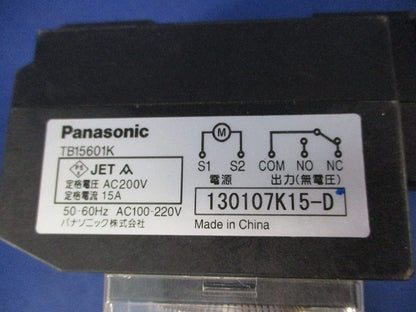 Panasonic
TB15601K
PS E JET
定格電圧 AC200V
定格電流 15A
50-60Hz AC100-220V
パナソニック株式会社
M
S1 S2 COM NO NC
電源 出力(無電圧)
130107K15-D
Made in China